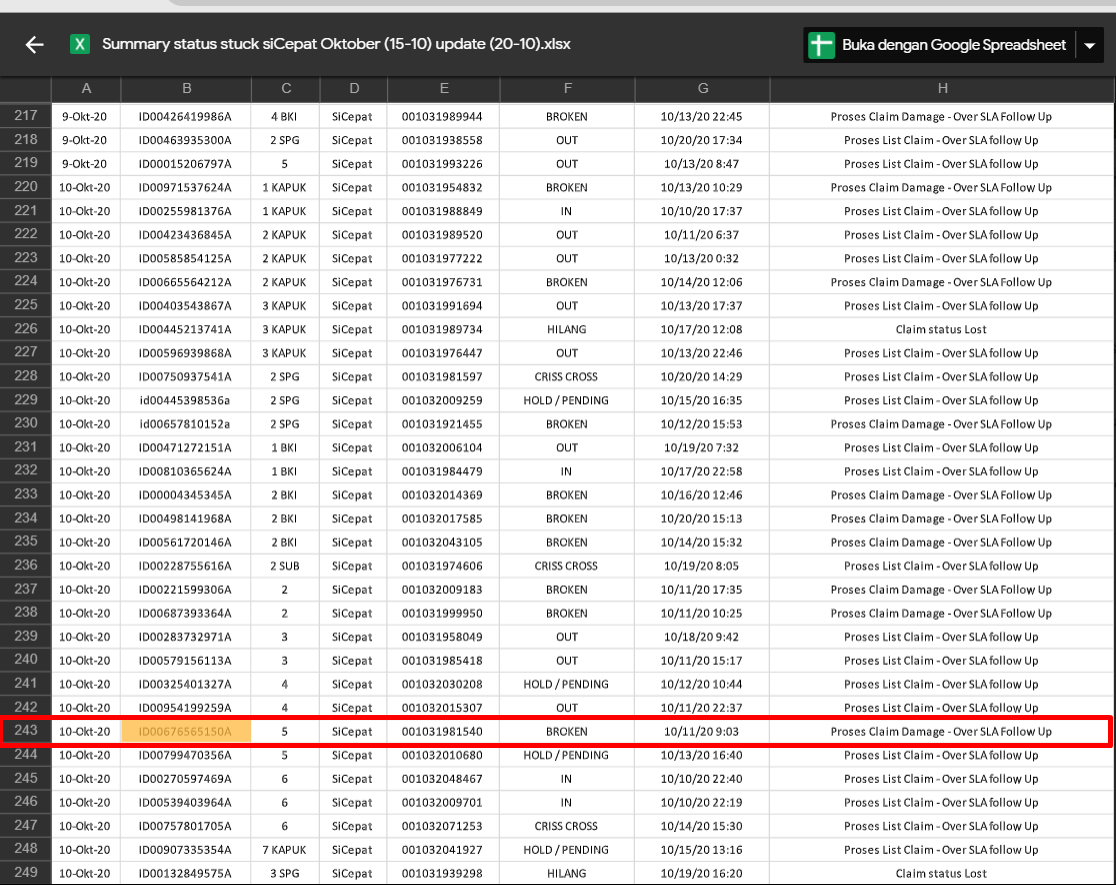 Summary status stuck siCepat Oktober (15-10) update (20-10).xlsx
Buka dengan Google Spreadsheet
A B C D E F G H
217 9-Okt-20 ID00426419986A 4 BKI SiCepat 001031989944 BROKEN 10/13/20 22:45 Proses Claim Damage - Over SLA Follow Up
218 9-Okt-20 ID00463935300A 2 SPG SiCepat 001031938558 OUT 10/20/20 17:34 Proses List Claim - Over SLA follow Up
219 9-Okt-20 ID00015206797A 5 SiCepat 001031993226 OUT 10/13/20 8:47 Proses List Claim - Over SLA follow Up
220 10-Okt-20 ID00971537624A 1 KAPUK SiCepat 001031954832 BROKEN 10/13/20 10:29 Proses Claim Damage - Over SLA Follow Up
221 10-Okt-20 ID00255981376A 1 KAPUK SiCepat 001031988849 IN 10/10/20 17:37 Proses List Claim - Over SLA follow Up
222 10-Okt-20 ID00423436845A 2 KAPUK SiCepat 001031989520 OUT 10/11/20 6:37 Proses List Claim - Over SLA follow Up
223 10-Okt-20 ID00585854125A 2 KAPUK SiCepat 001031977222 OUT 10/13/20 0:32 Proses List Claim - Over SLA follow Up
224 10-Okt-20 ID00665564212A 2 KAPUK SiCepat 001031976731 BROKEN 10/14/20 12:06 Proses Claim Damage - Over SLA Follow Up
225 10-Okt-20 ID00403543867A 3 KAPUK SiCepat 001031991694 OUT 10/13/20 17:37 Proses List Claim - Over SLA follow Up
226 10-Okt-20 ID00445213741A 3 KAPUK SiCepat 001031989734 HILANG 10/17/20 12:08 Claim status Lost
227 10-Okt-20 ID00596939868A 3 KAPUK SiCepat 001031976447 OUT 10/13/20 22:46 Proses List Claim - Over SLA follow Up
228 10-Okt-20 ID00750937541A 2 SPG SiCepat 001031981597 CRISS CROSS 10/20/20 14:29 Proses List Claim - Over SLA follow Up
229 10-Okt-20 id00445398536a 2 SPG SiCepat 001032009259 HOLD / PENDING 10/15/20 16:35 Proses List Claim - Over SLA follow Up
230 10-Okt-20 id00657810152a 2 SPG SiCepat 001031921455 BROKEN 10/12/20 15:53 Proses Claim Damage - Over SLA Follow Up
231 10-Okt-20 ID00471272151A 1 BKI SiCepat 001032006104 OUT 10/19/20 7:32 Proses List Claim - Over SLA follow Up
232 10-Okt-20 ID00810365624A 1 BKI SiCepat 001031984479 IN 10/17/20 22:58 Proses List Claim - Over SLA follow Up
233 10-Okt-20 ID00004345345A 2 BKI SiCepat 001032014369 BROKEN 10/16/20 12:46 Proses Claim Damage - Over SLA Follow Up
234 10-Okt-20 ID00498141968A 2 BKI SiCepat 001032017585 BROKEN 10/20/20 15:13 Proses Claim Damage - Over SLA Follow Up
235 10-Okt-20 ID00561720146A 2 BKI SiCepat 001032043105 BROKEN 10/14/20 15:32 Proses Claim Damage - Over SLA Follow Up
236 10-Okt-20 ID00228755616A 2 SUB SiCepat 001031974606 CRISS CROSS 10/19/20 8:05 Proses List Claim - Over SLA follow Up
237 10-Okt-20 ID00221599306A 2 SiCepat 001032009183 BROKEN 10/11/20 17:35 Proses Claim Damage - Over SLA Follow Up
238 10-Okt-20 ID00687393364A 2 SiCepat 001031999950 BROKEN 10/11/20 10:25 Proses Claim Damage - Over SLA Follow Up
239 10-Okt-20 ID00283732971A 3 SiCepat 001031958049 OUT 10/18/20 9:42 Proses List Claim - Over SLA follow Up
240 10-Okt-20 ID00579156113A 3 SiCepat 001031985418 OUT 10/11/20 15:17 Proses List Claim - Over SLA follow Up
241 10-Okt-20 ID00325401327A 4 SiCepat 001032030208 HOLD / PENDING 10/12/20 10:44 Proses List Claim - Over SLA follow Up
242 10-Okt-20 ID00954199259A 4 SiCepat 001032015307 OUT 10/11/20 22:37 Proses List Claim - Over SLA follow Up
243 10-Okt-20 ID00676565150A 5 SiCepat 001031981540 BROKEN 10/11/20 9:03 Proses Claim Damage - Over SLA Follow Up
244 10-Okt-20 ID00799470356A 5 SiCepat 001032010680 HOLD / PENDING 10/13/20 16:40 Proses List Claim - Over SLA follow Up
245 10-Okt-20 ID00270597469A 6 SiCepat 001032048467 IN 10/10/20 22:40 Proses List Claim - Over SLA follow Up
246 10-Okt-20 ID00539403964A 6 SiCepat 001032009701 IN 10/10/20 22:19 Proses List Claim - Over SLA follow Up
247 10-Okt-20 ID00757801705A 6 SiCepat 001032071253 CRISS CROSS 10/14/20 15:30 Proses List Claim - Over SLA follow Up
248 10-Okt-20 ID00907335354A 7 KAPUK SiCepat 001032041927 HOLD / PENDING 10/15/20 13:16 Proses List Claim - Over SLA follow Up
249 10-Okt-20 ID00132849575A 3 SPG SiCepat 001031939298 HILANG 10/19/20 16:20 Claim status Lost